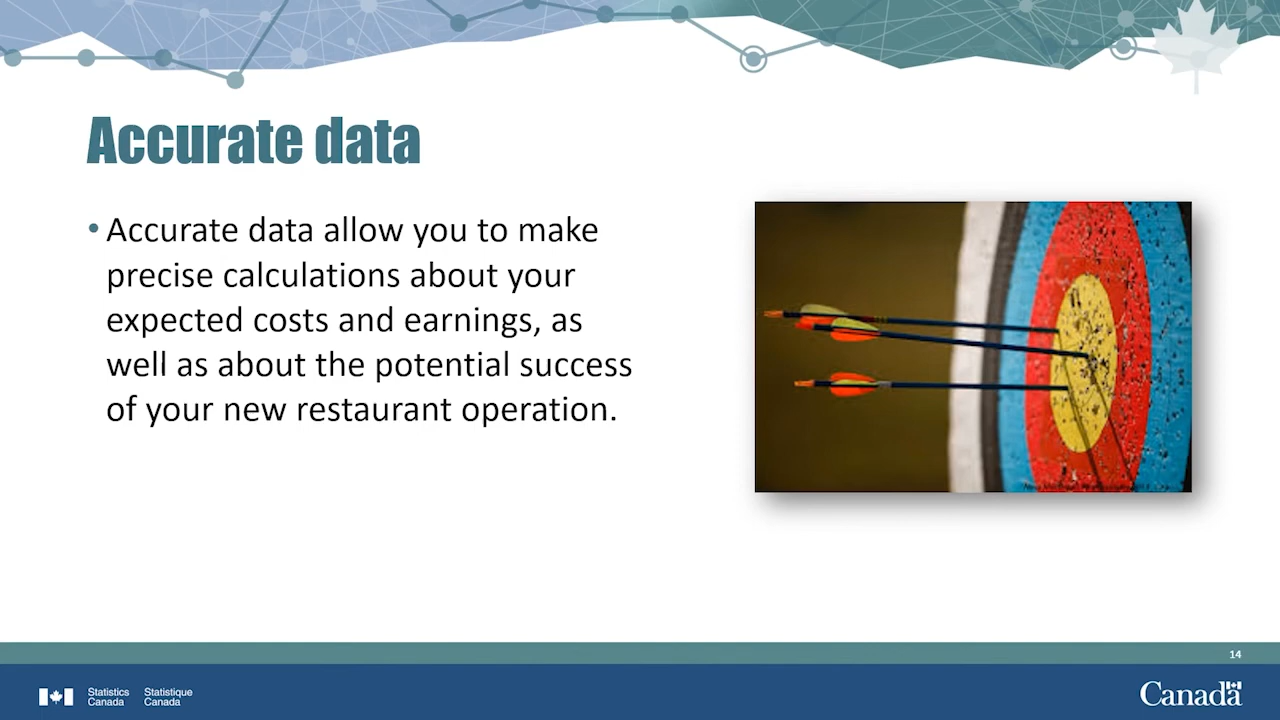 Accurate data
• Accurate data allow you to make
precise calculations about your
expected costs and earnings, as
well as about the potential success
of your new restaurant operation.
14
Statistics
Canada
Statistique
Canada
Canada